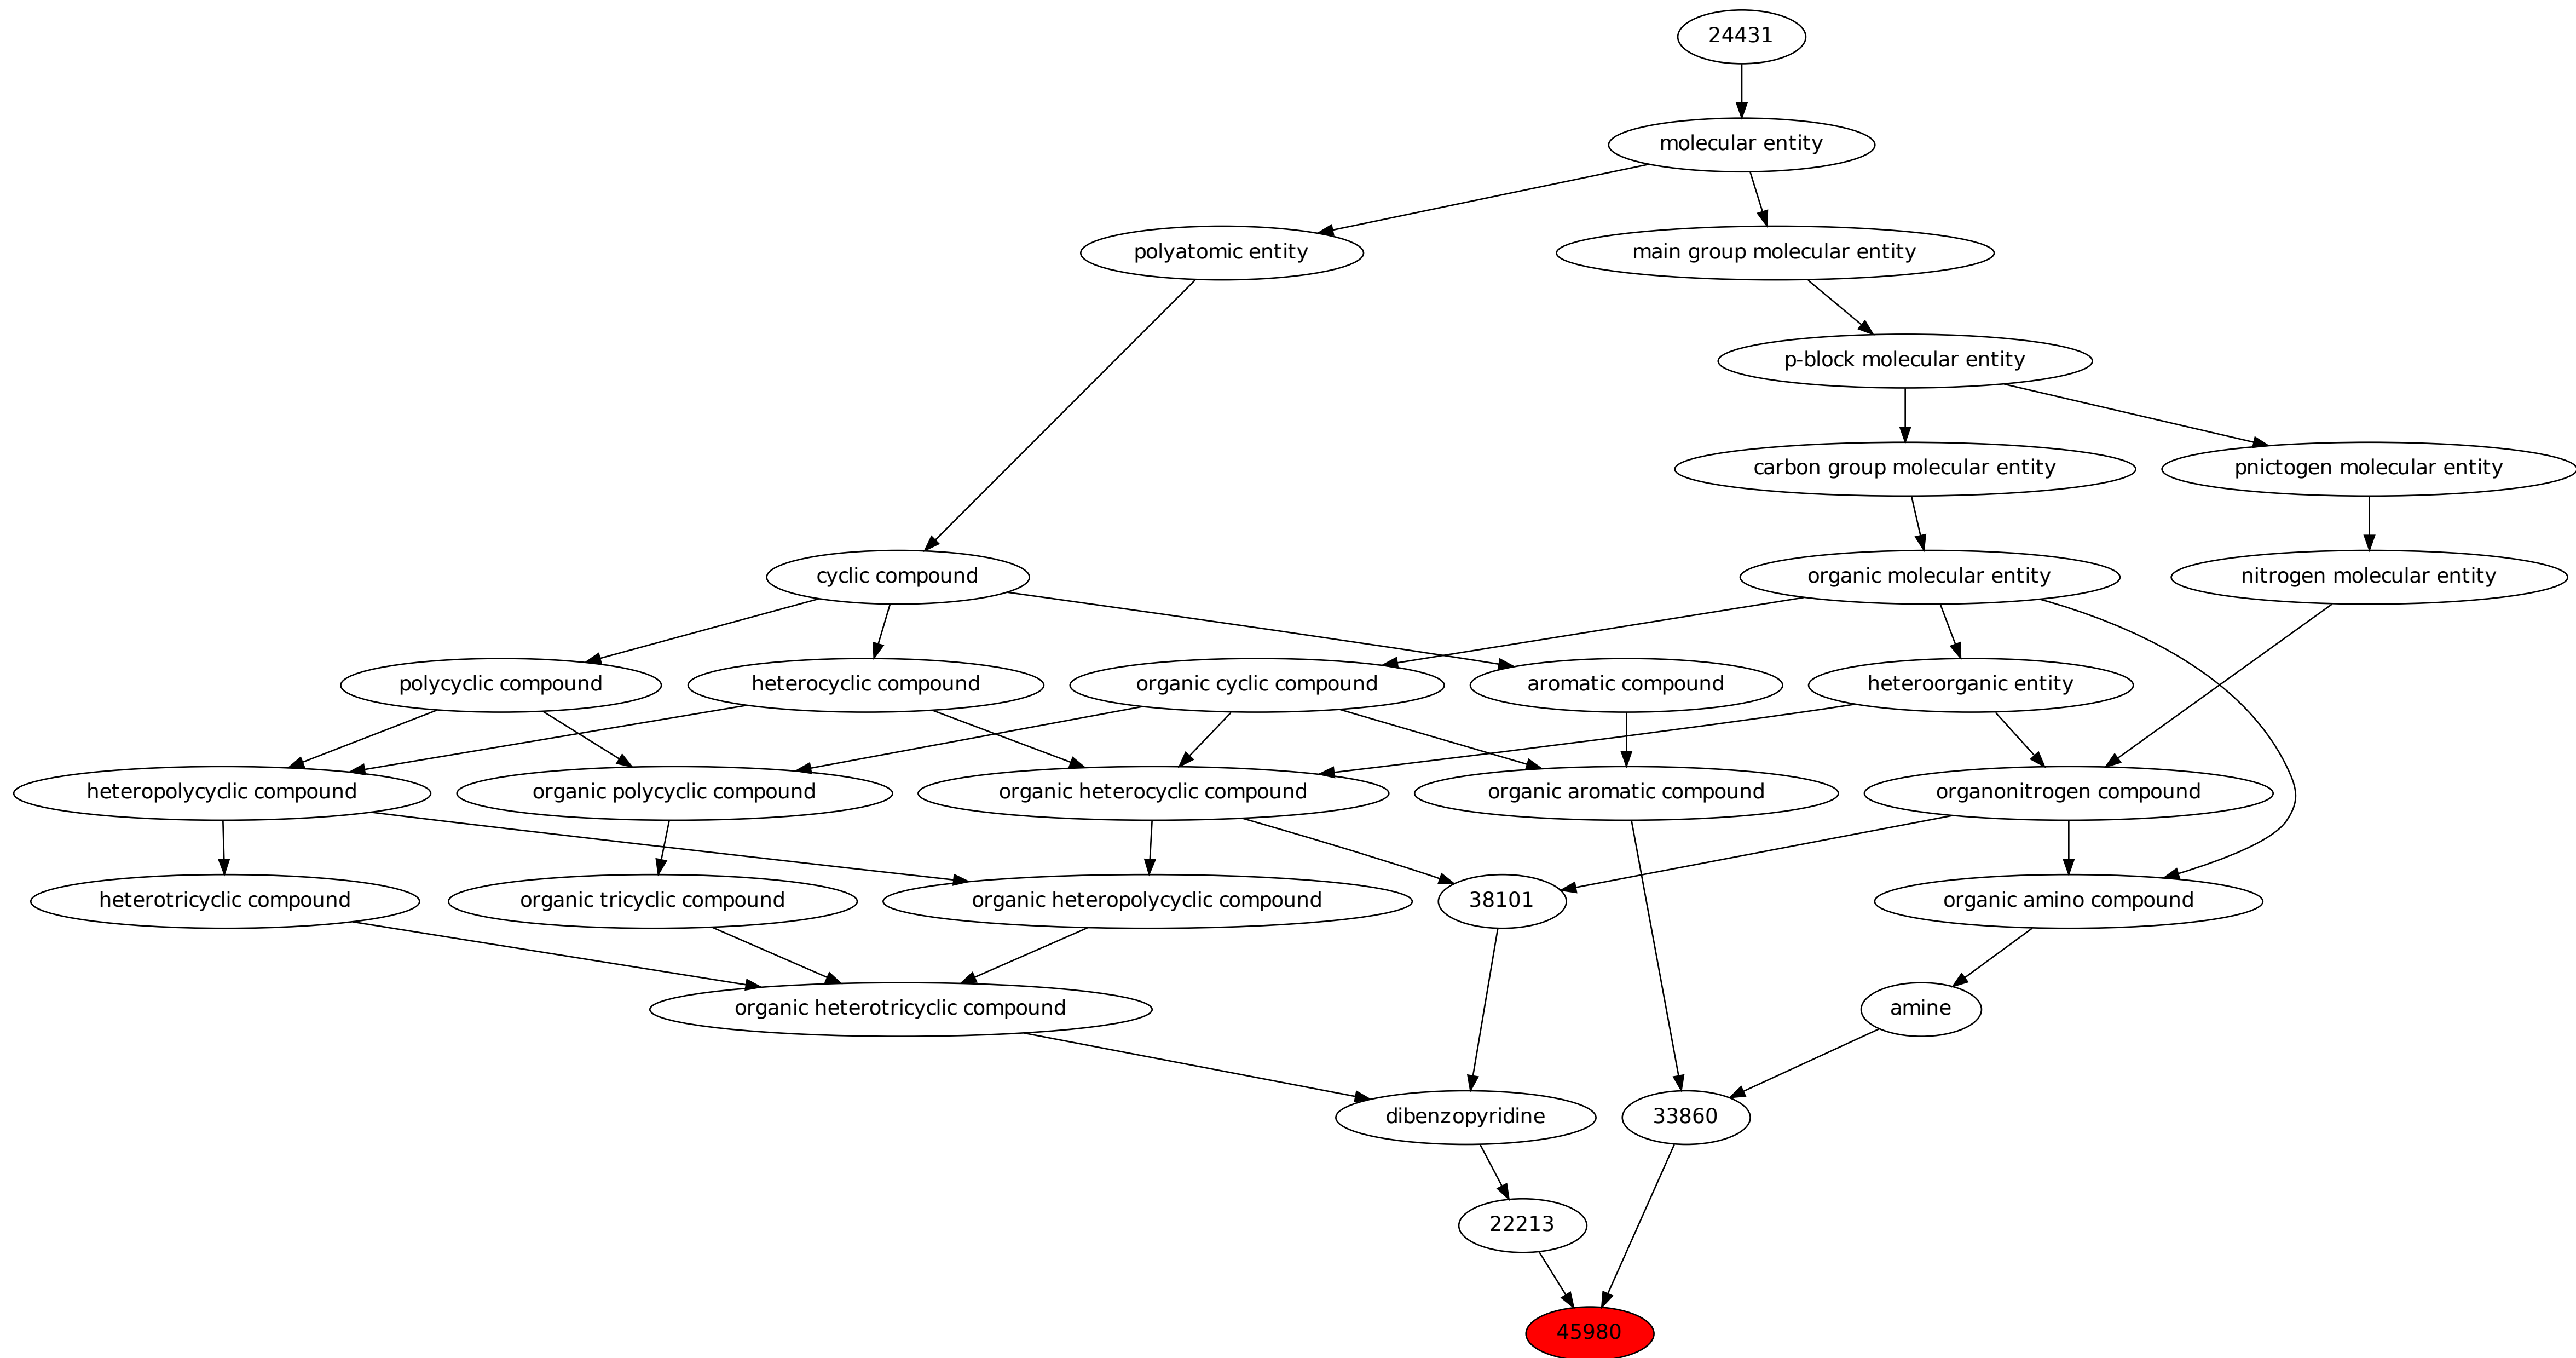 24431
molecular entity
polyatomic entity
main group molecular entity
p-block molecular entity
carbon group molecular entity
pnictogen molecular entity
cyclic compound
organic molecular entity
nitrogen molecular entity
polycyclic compound
heterocyclic compound
organic cyclic compound
aromatic compound
heteroorganic entity
heteropolycyclic compound
organic polycyclic compound
organic heterocyclic compound
organic aromatic compound
organonitrogen compound
heterotricyclic compound
organic tricyclic compound
organic heteropolycyclic compound
38101
organic amino compound
organic heterotricyclic compound
amine
dibenzopyridine
33860
22213
45980